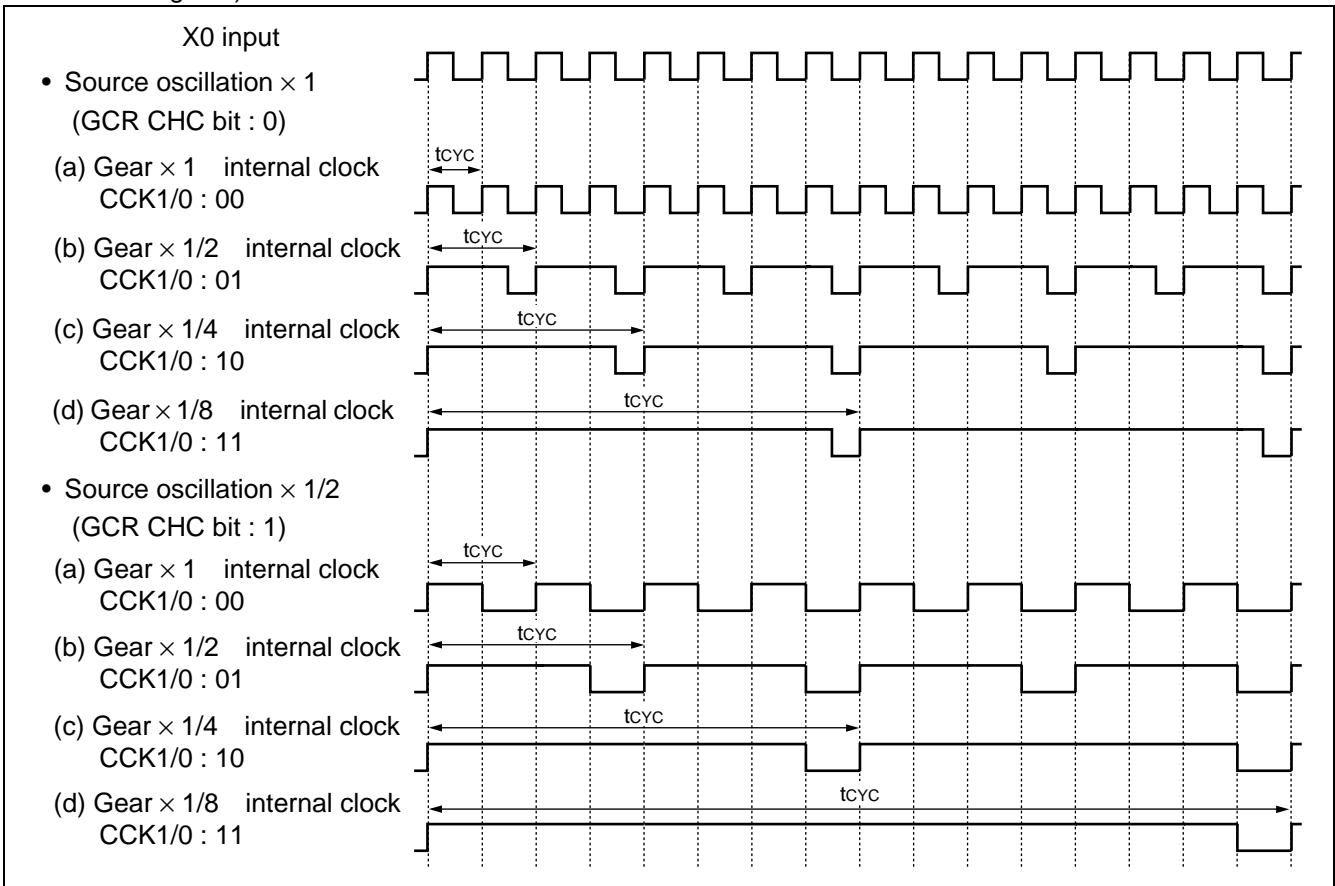 X0 input
• Source oscillation × 1
(GCR CHC bit : 0)
(a) Gear × 1 internal clock
CCK1/0 : 00
tCYC
(b) Gear × 1/2 internal clock
CCK1/0 : 01
tCYC
(c) Gear × 1/4 internal clock
CCK1/0 : 10
tCYC
(d) Gear × 1/8 internal clock
CCK1/0 : 11
tCYC
• Source oscillation × 1/2
(GCR CHC bit : 1)
(a) Gear × 1 internal clock
CCK1/0 : 00
tCYC
(b) Gear × 1/2 internal clock
CCK1/0 : 01
tCYC
(c) Gear × 1/4 internal clock
CCK1/0 : 10
tCYC
(d) Gear × 1/8 internal clock
CCK1/0 : 11
tCYC